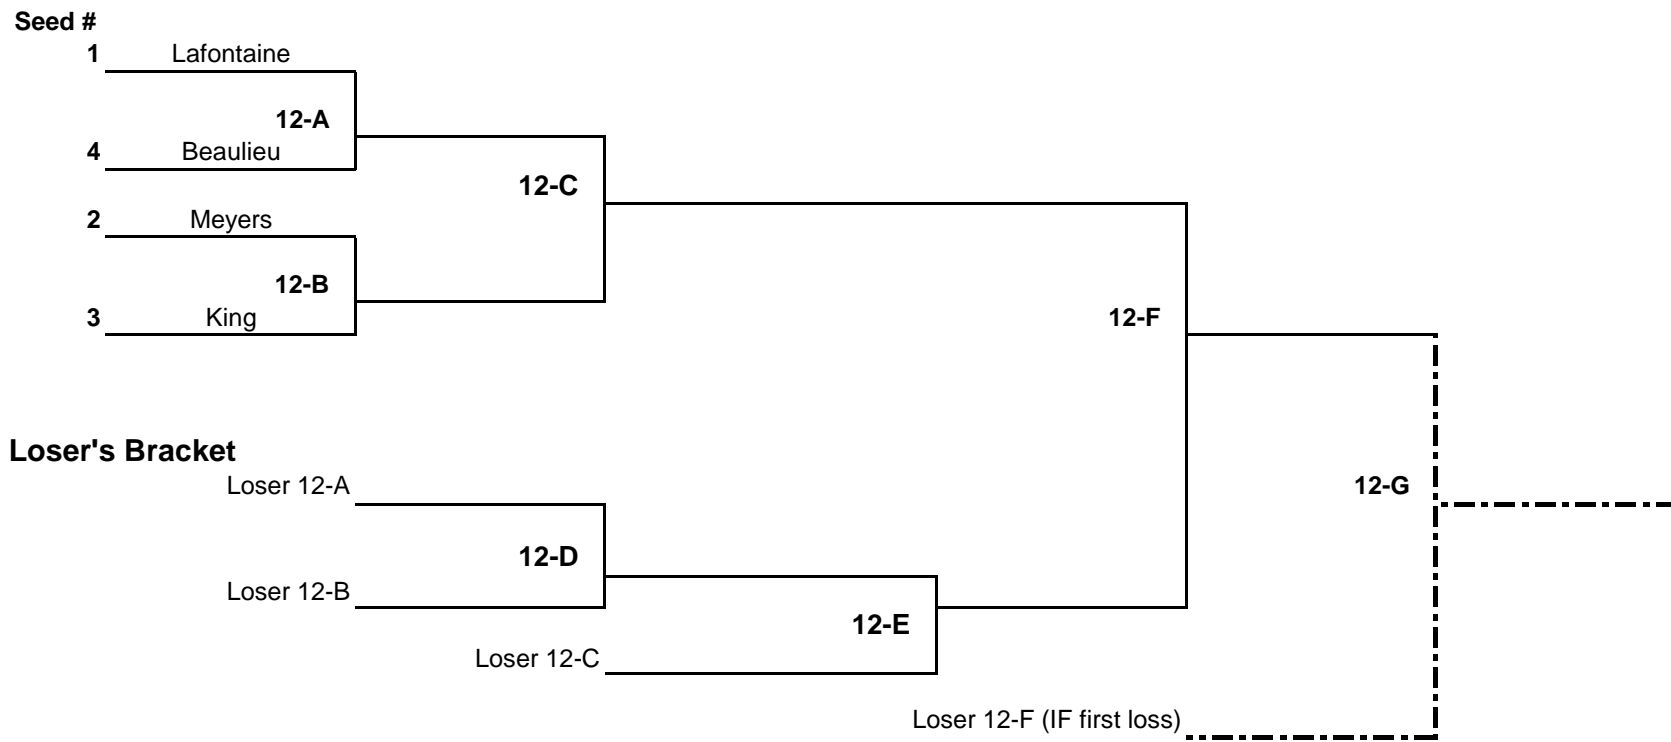 Seed #
1 Lafontaine
12-A
4 Beaulieu
12-C
2 Meyers
12-B
3 King
12-F
Loser's Bracket
Loser 12-A
12-G
12-D
Loser 12-B
12-E
Loser 12-C
Loser 12-F (IF first loss)